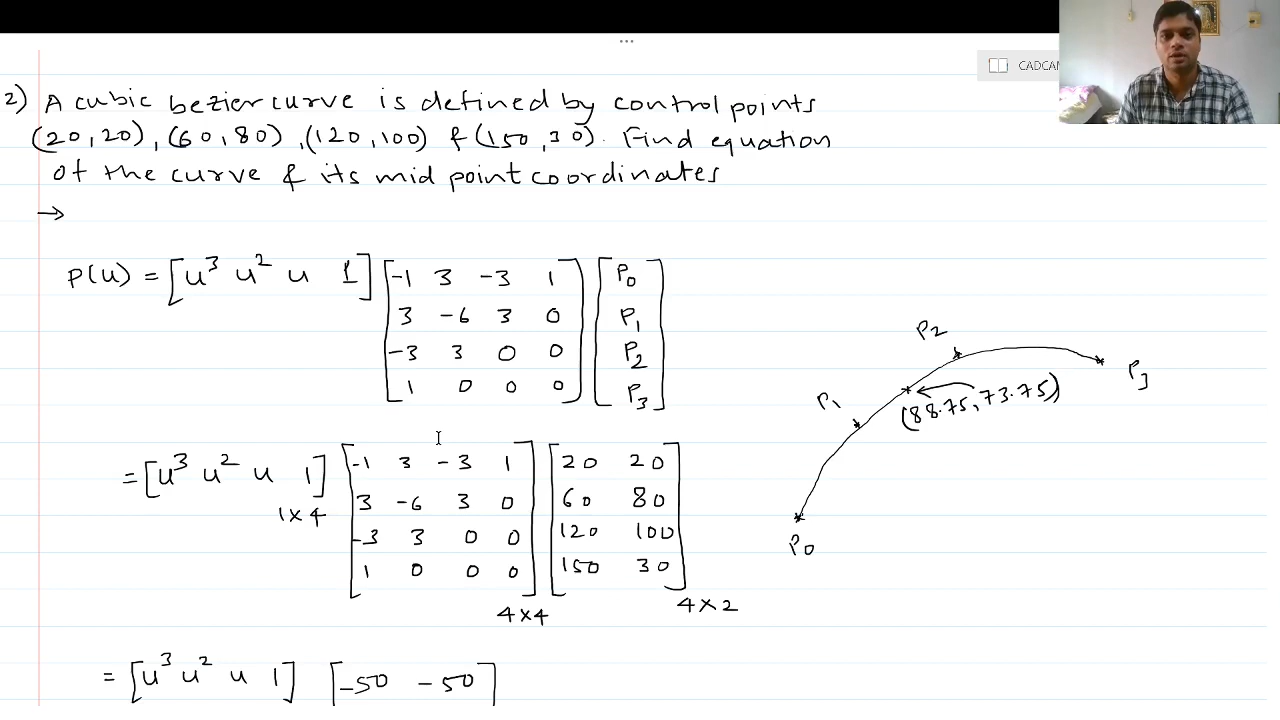 CADCAM
2) A cubic bezier curve is defined by control points
(20,20), (60,80), (120,100) & (150,30). Find equation
of the curve & its mid point coordinates
→
P(u) = [u³ u² u 1] [-1 3 -3 1] [P₀]
[3 -6 3 0] [P₁]
[-3 3 0 0] [P₂]
[1 0 0 0] [P₃]
= [u³ u² u 1] [-1 3 -3 1] [20 20]
1×4 [3 -6 3 0] [60 80]
[-3 3 0 0] [120 100]
[1 0 0 0] [150 30]
4×4 4×2
= [u³ u² u 1] [-50 -50]
P₂
P₃
P₁
(88.75, 73.75)
P₀